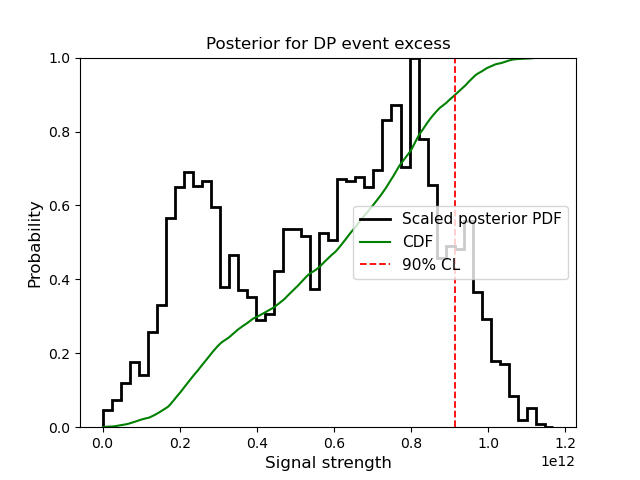 Posterior for DP event excess
1.0
0.8
0.6
0.4
0.2
0.0
Probability
Scaled posterior PDF
CDF
90% CL
0.0 0.2 0.4 0.6 0.8 1.0 1.2
1e12
Signal strength